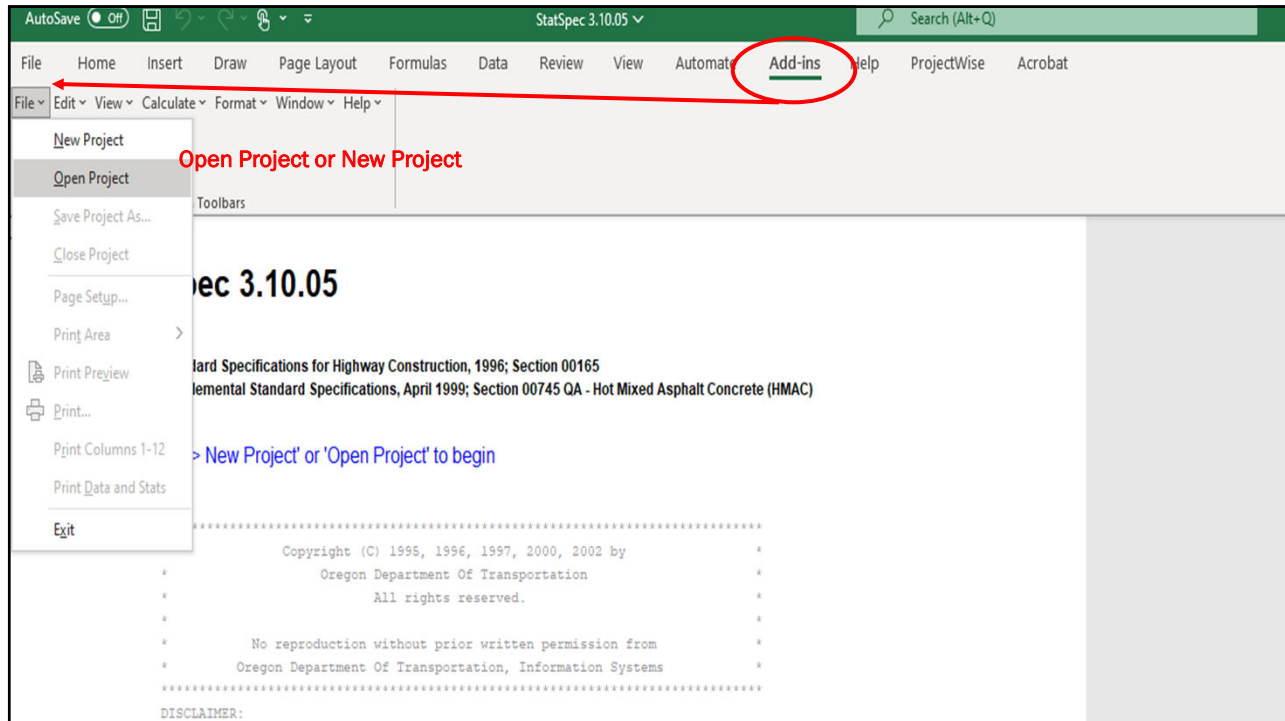 AutoSave Off StatSpec 3.10.05 Search (Alt+Q)
File Home Insert Draw Page Layout Formulas Data Review View Automate Add-ins Help ProjectWise Acrobat
File Edit View Calculate Format Window Help
New Project
Open Project or New Project
Open Project
Toolbars
Save Project As...
Close Project
ec 3.10.05
Page Setup...
Print Area
dard Specifications for Highway Construction, 1996; Section 00165
Print Preview
lemental Standard Specifications, April 1999; Section 00745 QA - Hot Mixed Asphalt Concrete (HMAC)
Print...
Print Columns 1-12
> New Project' or 'Open Project' to begin
Print Data and Stats
Exit
*****************************************************************
Copyright (C) 1995, 1996, 1997, 2000, 2002 by *
* Oregon Department Of Transportation *
* All rights reserved. *
* *
* No reproduction without prior written permission from *
* Oregon Department Of Transportation, Information Systems *
*****************************************************************
DISCLAIMER: